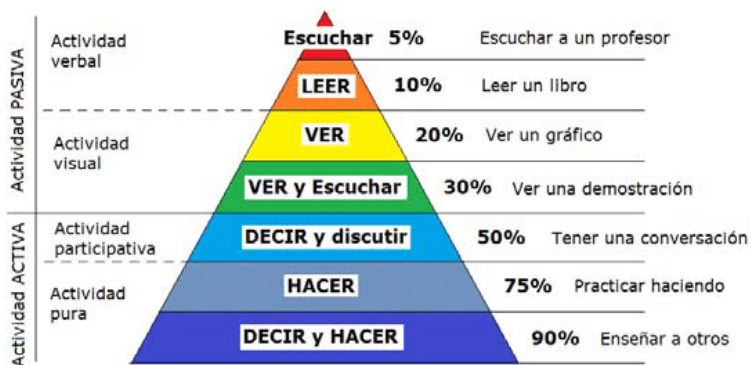 Actividad PASIVA
Actividad
verbal
Escuchar 5% Escuchar a un profesor
LEER 10% Leer un libro
Actividad
visual
VER 20% Ver un gráfico
VER y Escuchar 30% Ver una demostración
Actividad ACTIVA
Actividad
participativa
DECIR y discutir 50% Tener una conversación
Actividad
pura
HACER 75% Practicar haciendo
DECIR y HACER 90% Enseñar a otros